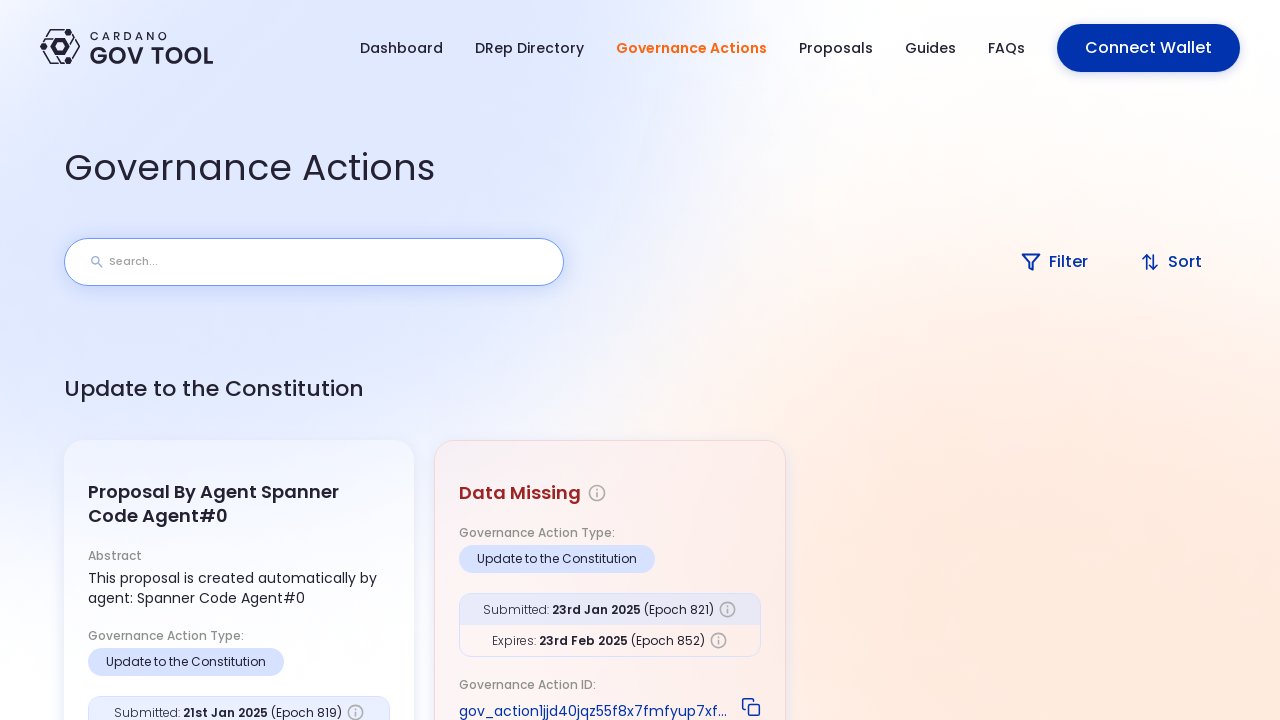 CARDANO
GOV TOOL
Dashboard
DRep Directory
Governance Actions
Proposals
Guides
FAQs
Connect Wallet
Governance Actions
Search...
Filter
Sort
Update to the Constitution
Proposal By Agent Spanner
Code Agent#0
Abstract
This proposal is created automatically by
agent: Spanner Code Agent#0
Governance Action Type:
Update to the Constitution
Submitted: 21st Jan 2025 (Epoch 819)
Data Missing
Governance Action Type:
Update to the Constitution
Submitted: 23rd Jan 2025 (Epoch 821)
Expires: 23rd Feb 2025 (Epoch 852)
Governance Action ID:
gov_action1jjd40jqz55f8x7fmfyup7xf...